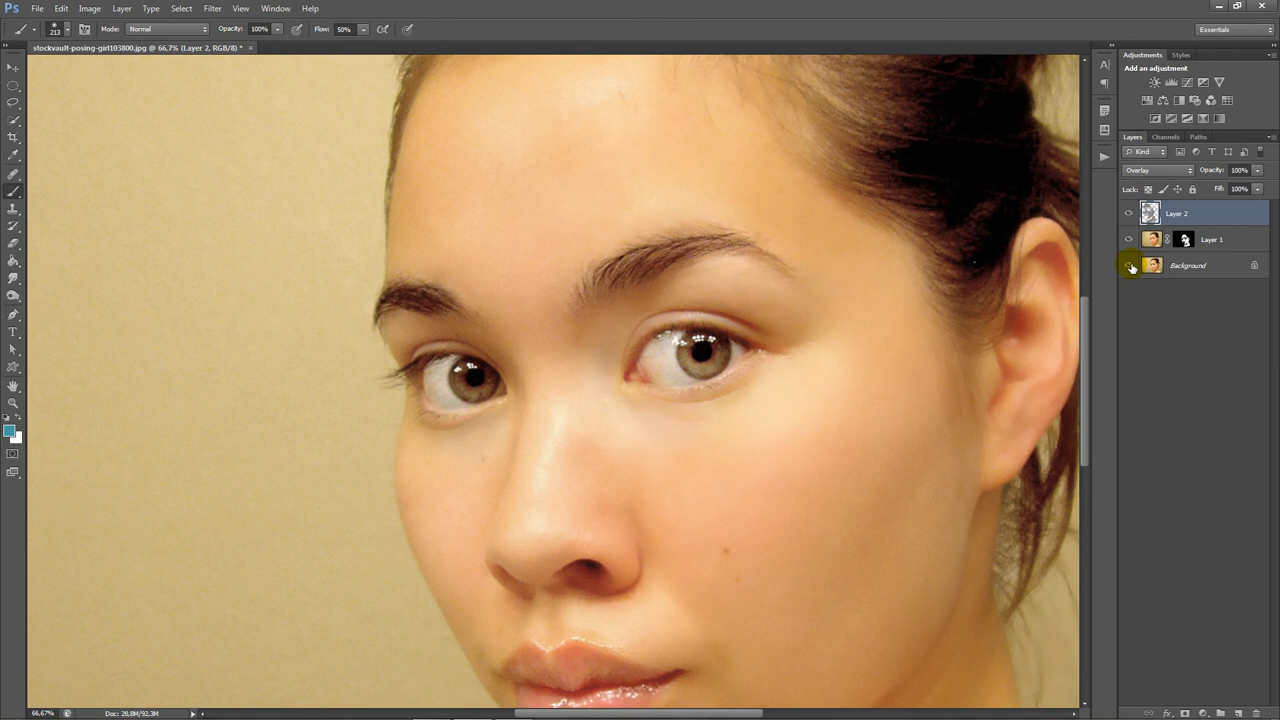 Ps File Edit Image Layer Type Select Filter View Window Help
213 Mode: Normal Opacity: 100% Flow: 50% Essentials
stockvault-posing-girl103800.jpg @ 66,7% (Layer 2, RGB/8) * ×
Adjustments Styles
Add an adjustment
Layers Channels Paths
Kind
Overlay Opacity: 100%
Lock: Fill: 100%
Layer 2
Layer 1
Background
66,67% Doc: 28,8M/92,3M